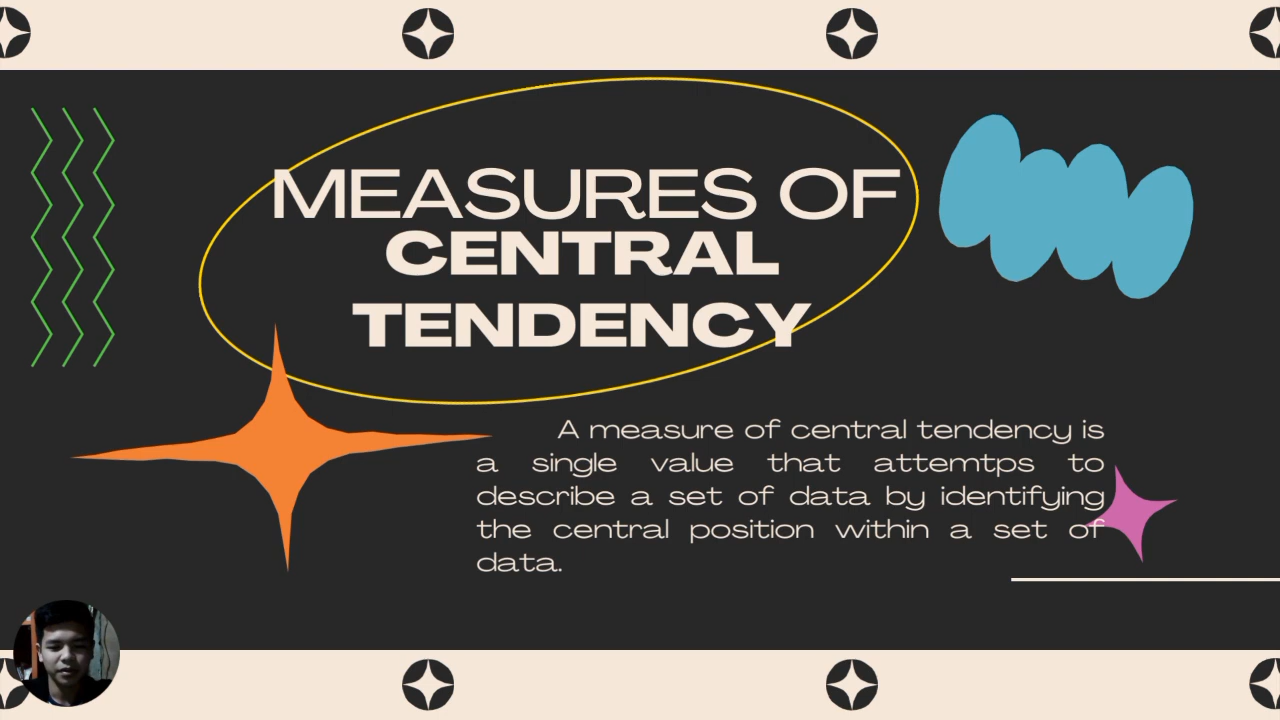 MEASURES OF
CENTRAL
TENDENCY
A measure of central tendency is
a single value that attemtps to
describe a set of data by identifying
the central position within a set of
data.